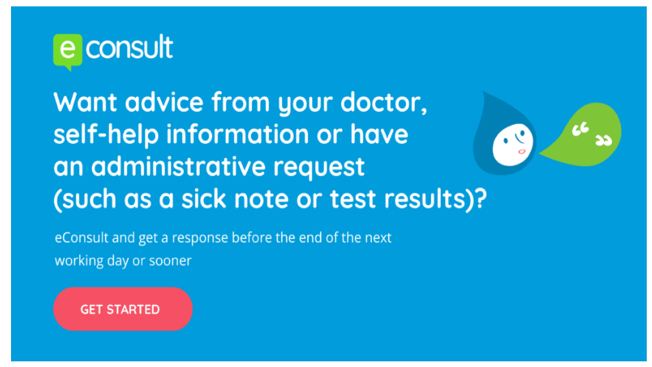 e consult
Want advice from your doctor,
self-help information or have
an administrative request
(such as a sick note or test results)?
eConsult and get a response before the end of the next
working day or sooner
GET STARTED